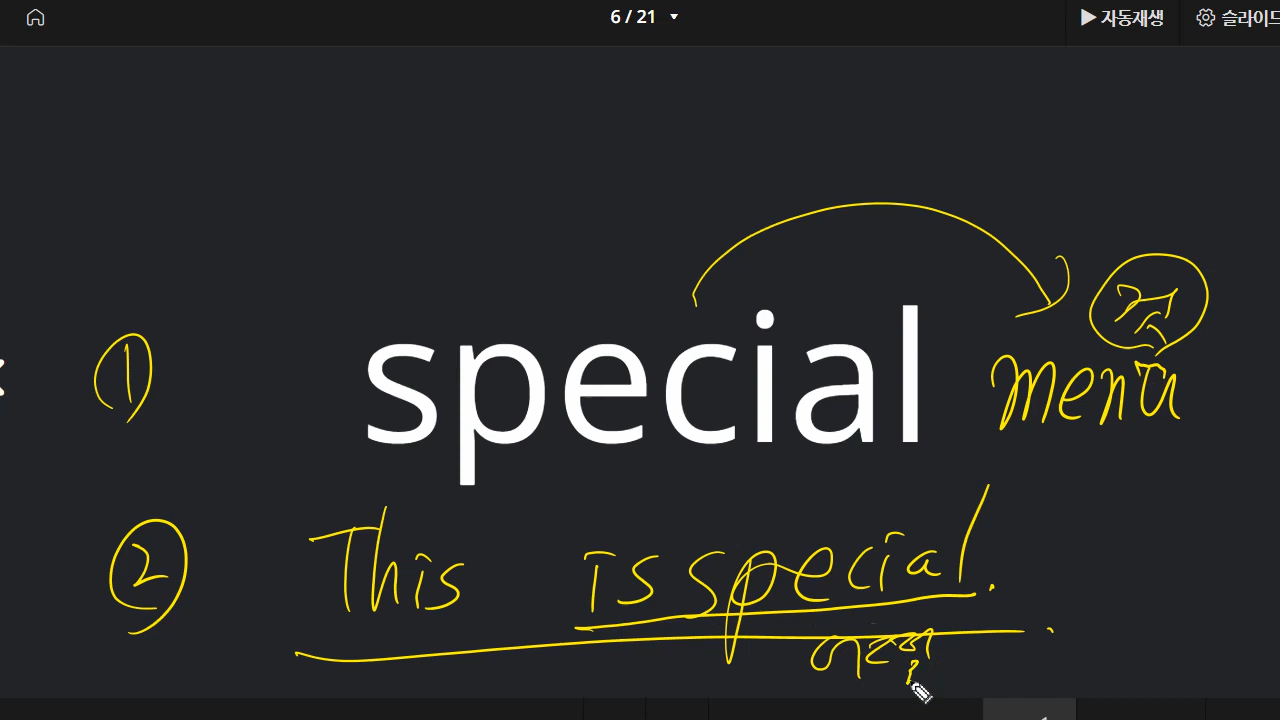 6 / 21
▶ 자동재생
슬라이드
special
① menu
② This is special.